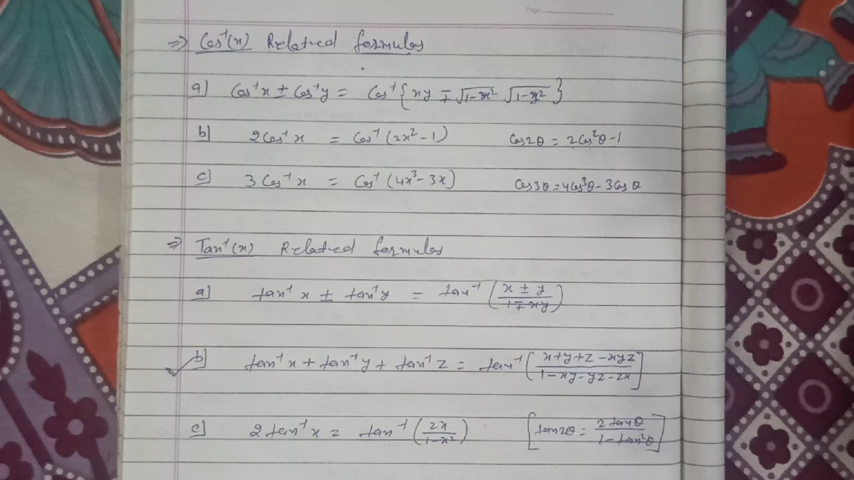 Page
⇒ Cos⁻¹(x) Related formulas
a] Cos⁻¹x ± Cos⁻¹y = Cos⁻¹{xy ∓ √1-x² √1-y²}
b] 2Cos⁻¹x = Cos⁻¹(2x²-1) Cos2θ = 2Cos²θ-1
c] 3Cos⁻¹x = Cos⁻¹(4x³-3x) Cos3θ = 4Cos³θ-3Cosθ
⇒ Tan⁻¹(x) Related formulas
a] tan⁻¹x ± tan⁻¹y = tan⁻¹((x ± y)/(1 ∓ xy))
b] tan⁻¹x + tan⁻¹y + tan⁻¹z = tan⁻¹[(x+y+z-xyz)/(1-xy-yz-zx)]
c] 2tan⁻¹x = tan⁻¹(2x/(1-x²)) [tan2θ = 2tanθ/(1-tan²θ)]